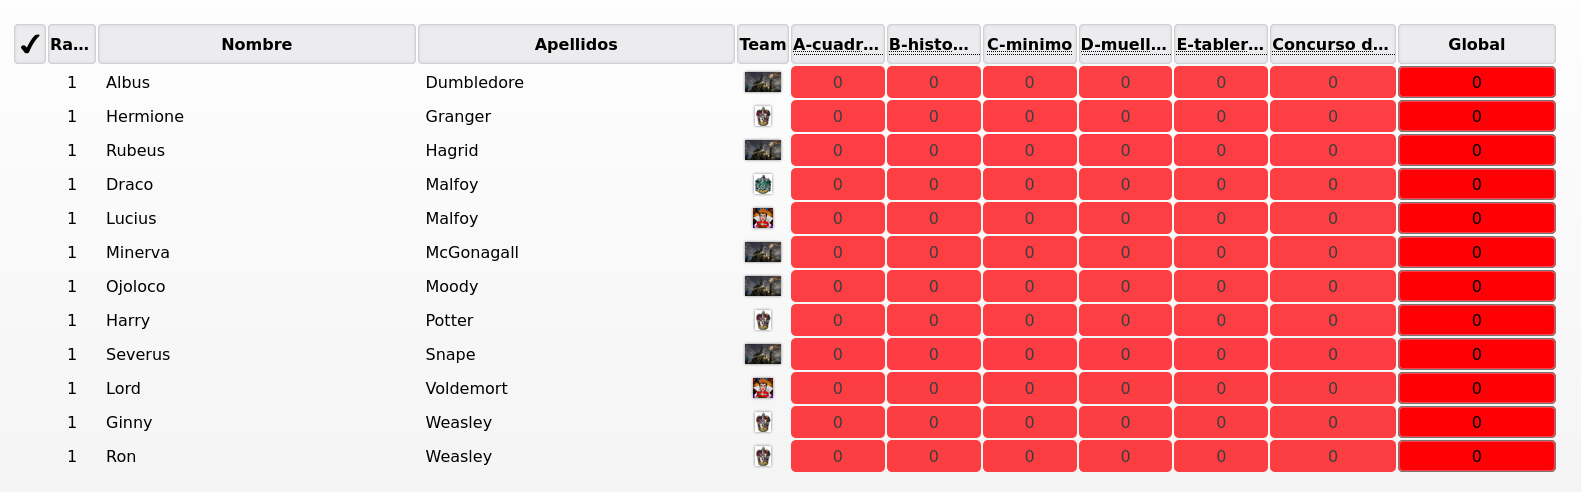 ✔ Ra... Nombre Apellidos Team A-cuadr... B-histo... C-minimo D-muell... E-tabler... Concurso d... Global
1 Albus Dumbledore 0 0 0 0 0 0 0
1 Hermione Granger 0 0 0 0 0 0 0
1 Rubeus Hagrid 0 0 0 0 0 0 0
1 Draco Malfoy 0 0 0 0 0 0 0
1 Lucius Malfoy 0 0 0 0 0 0 0
1 Minerva McGonagall 0 0 0 0 0 0 0
1 Ojoloco Moody 0 0 0 0 0 0 0
1 Harry Potter 0 0 0 0 0 0 0
1 Severus Snape 0 0 0 0 0 0 0
1 Lord Voldemort 0 0 0 0 0 0 0
1 Ginny Weasley 0 0 0 0 0 0 0
1 Ron Weasley 0 0 0 0 0 0 0